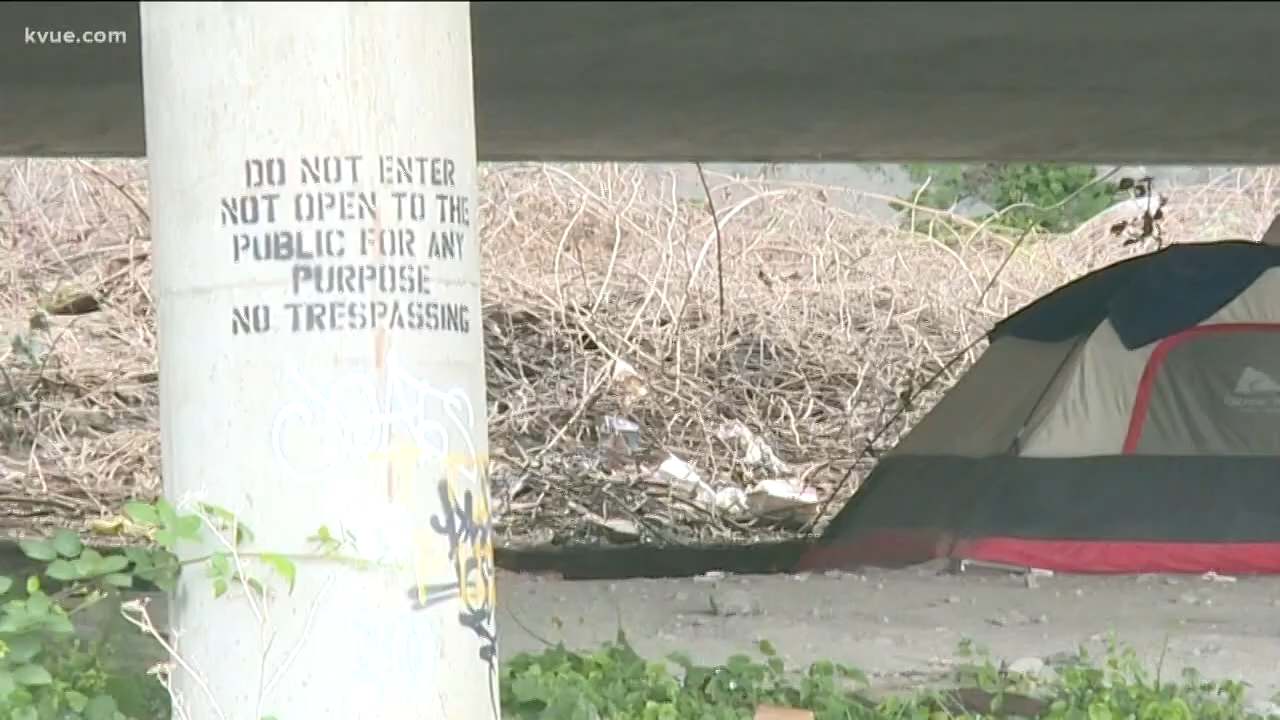 kvue.com
DO NOT ENTER
NOT OPEN TO THE
PUBLIC FOR ANY
PURPOSE
NO TRESPASSING